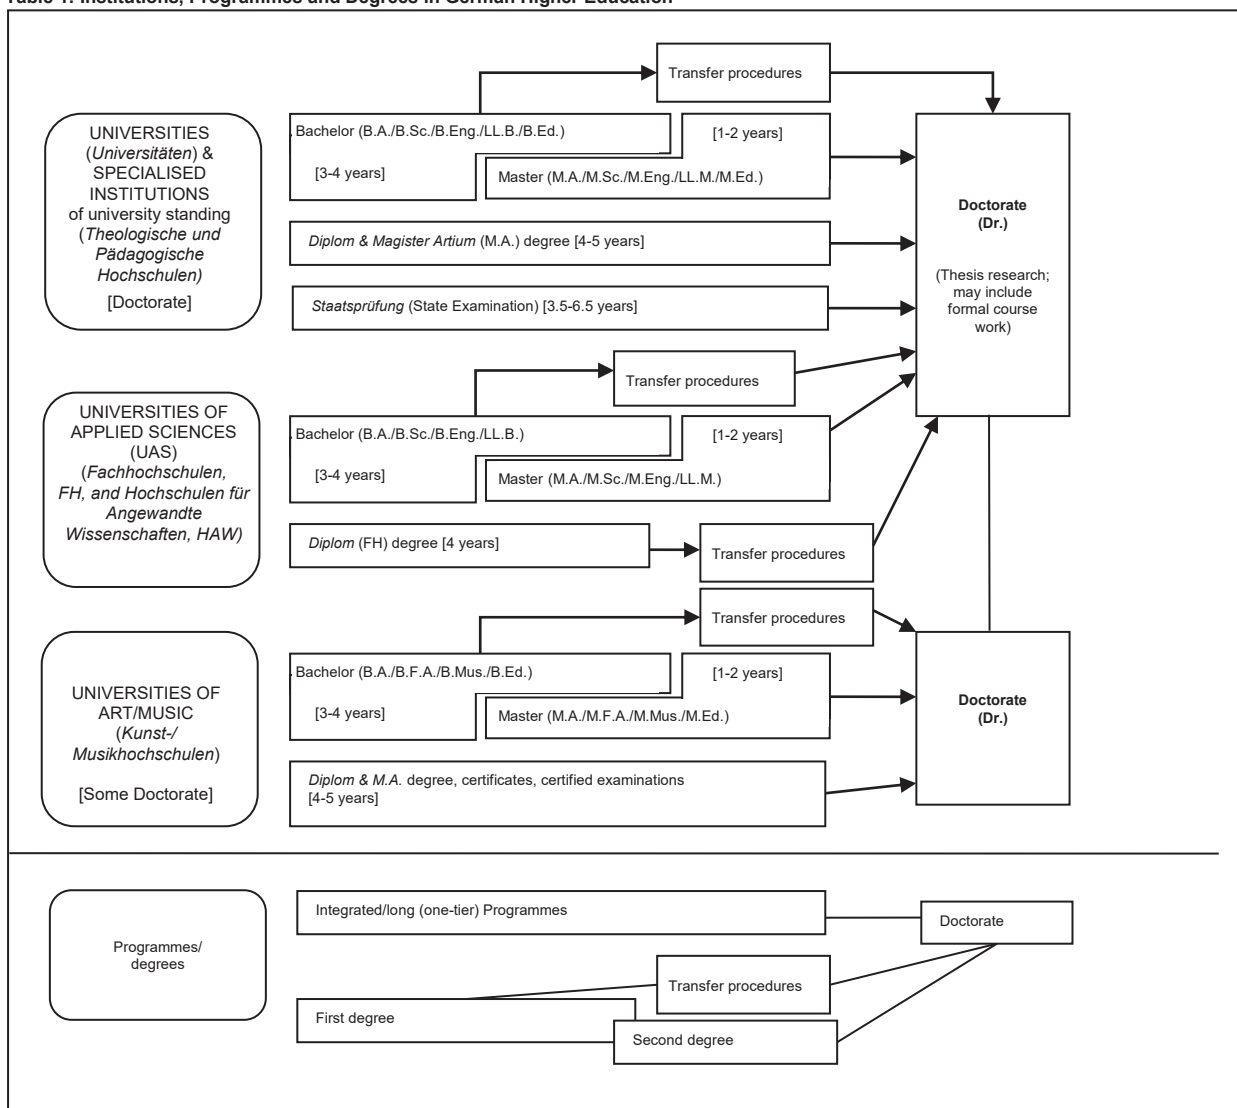 Table 1: Institutions, Programmes and Degrees in German Higher Education
Transfer procedures
UNIVERSITIES
(Universitäten) &
SPECIALISED
INSTITUTIONS
of university standing
(Theologische und
Pädagogische
Hochschulen)
[Doctorate]
Bachelor (B.A./B.Sc./B.Eng./LL.B./B.Ed.)
[3-4 years]
[1-2 years]
Master (M.A./M.Sc./M.Eng./LL.M./M.Ed.)
Diplom & Magister Artium (M.A.) degree [4-5 years]
Staatsprüfung (State Examination) [3.5-6.5 years]
Doctorate
(Dr.)
(Thesis research;
may include
formal course
work)
Transfer procedures
UNIVERSITIES OF
APPLIED SCIENCES
(UAS)
(Fachhochschulen,
FH, and Hochschulen für
Angewandte
Wissenschaften, HAW)
Bachelor (B.A./B.Sc./B.Eng./LL.B.)
[3-4 years]
[1-2 years]
Master (M.A./M.Sc./M.Eng./LL.M.)
Diplom (FH) degree [4 years]
Transfer procedures
Transfer procedures
UNIVERSITIES OF
ART/MUSIC
(Kunst-/
Musikhochschulen)
[Some Doctorate]
Bachelor (B.A./B.F.A./B.Mus./B.Ed.)
[3-4 years]
[1-2 years]
Master (M.A./M.F.A./M.Mus./M.Ed.)
Diplom & M.A. degree, certificates, certified examinations
[4-5 years]
Doctorate
(Dr.)
Programmes/
degrees
Integrated/long (one-tier) Programmes
Doctorate
Transfer procedures
First degree
Second degree